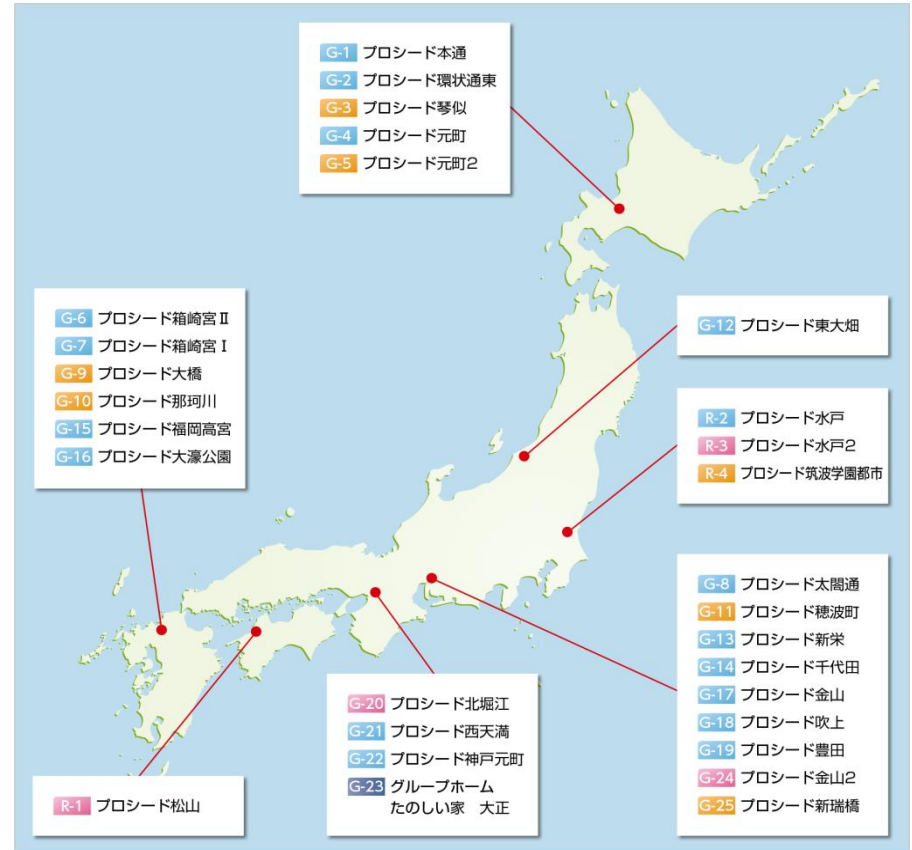 G-1 プロシード本通
G-2 プロシード環状通東
G-3 プロシード琴似
G-4 プロシード元町
G-5 プロシード元町2
G-6 プロシード箱崎宮Ⅱ
G-7 プロシード箱崎宮Ⅰ
G-9 プロシード大橋
G-10 プロシード那珂川
G-15 プロシード福岡高宮
G-16 プロシード大濠公園
G-12 プロシード東大畑
R-2 プロシード水戸
R-3 プロシード水戸2
R-4 プロシード筑波学園都市
G-8 プロシード太閤通
G-11 プロシード穂波町
G-13 プロシード新栄
G-14 プロシード千代田
G-17 プロシード金山
G-18 プロシード吹上
G-19 プロシード豊田
G-24 プロシード金山2
G-25 プロシード新瑞橋
G-20 プロシード北堀江
G-21 プロシード西天満
G-22 プロシード神戸元町
G-23 グループホーム
たのしい家 大正
R-1 プロシード松山